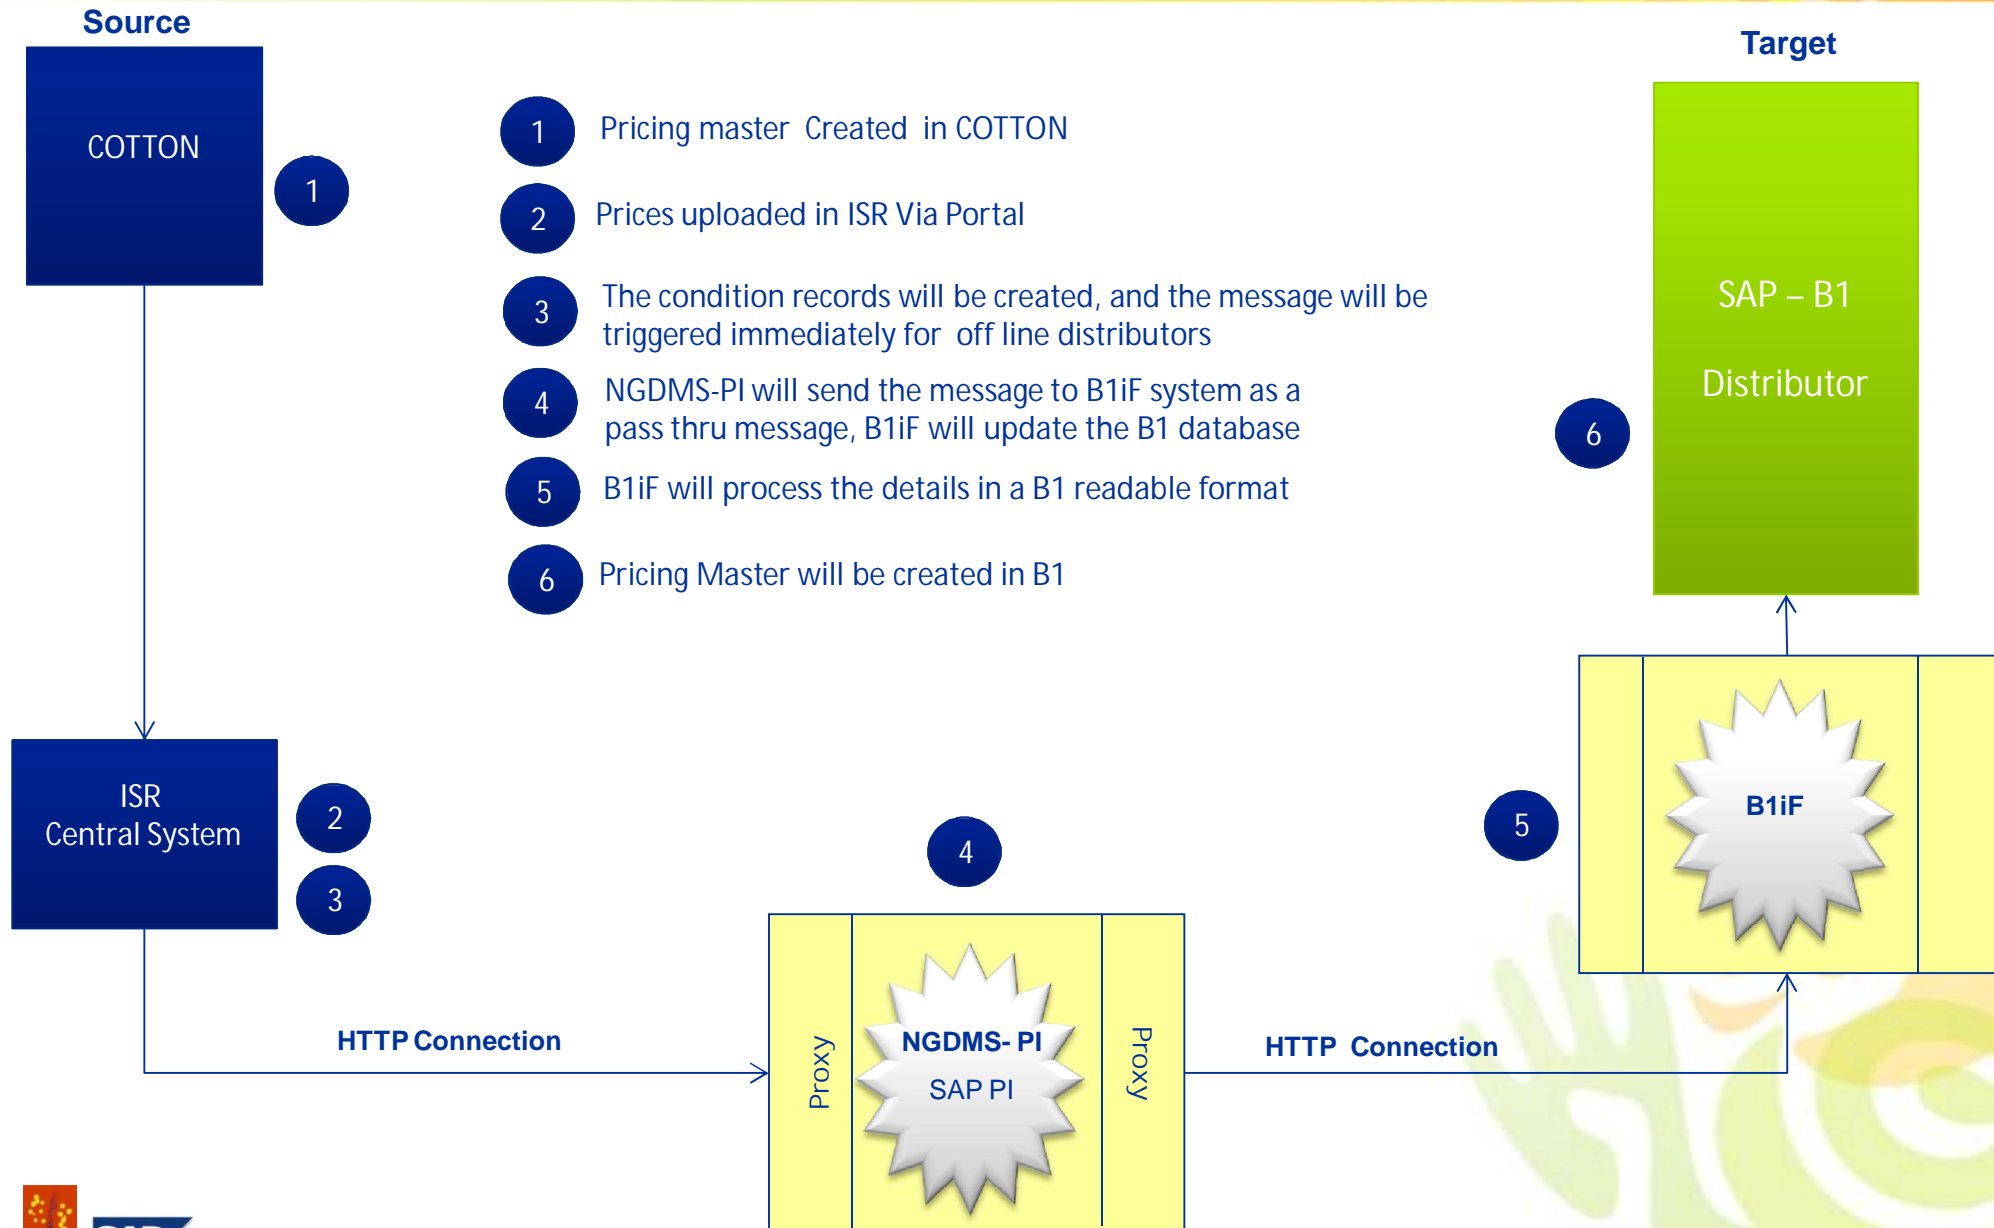 Source
Target
COTTON
1
1 Pricing master Created in COTTON
2 Prices uploaded in ISR Via Portal
3 The condition records will be created, and the message will be
triggered immediately for off line distributors
4 NGDMS-PI will send the message to B1iF system as a
pass thru message, B1iF will update the B1 database
5 B1iF will process the details in a B1 readable format
6 Pricing Master will be created in B1
SAP – B1
Distributor
6
ISR
Central System
2
3
4
5
B1iF
HTTP Connection
Proxy
NGDMS- PI
SAP PI
Proxy
HTTP Connection